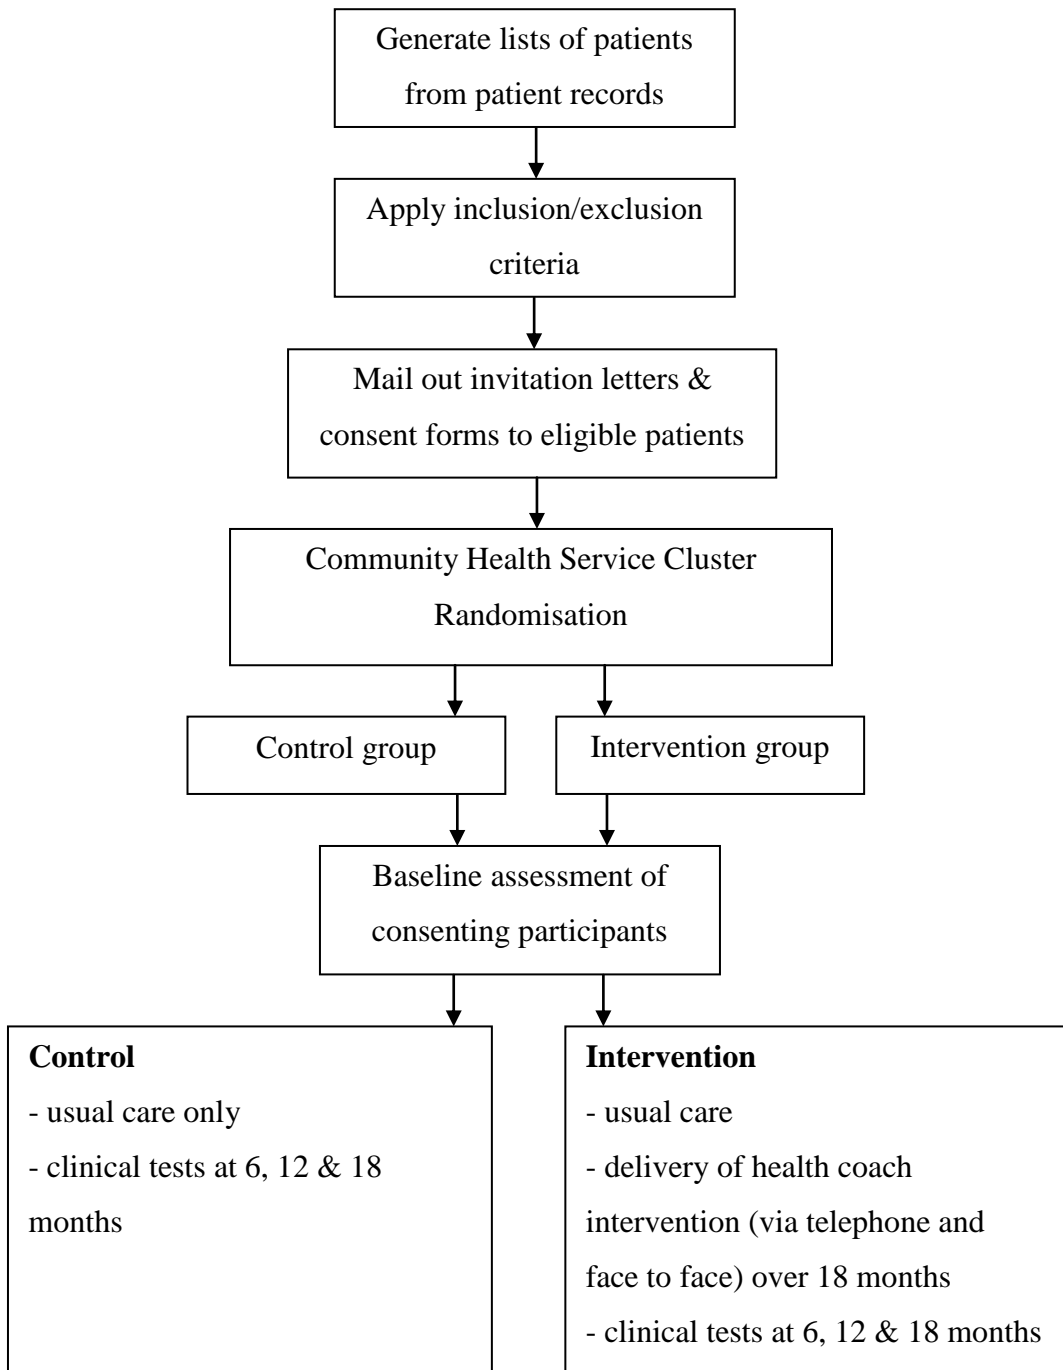 Generate lists of patients
from patient records
Apply inclusion/exclusion
criteria
Mail out invitation letters &
consent forms to eligible patients
Community Health Service Cluster
Randomisation
Control group
Intervention group
Baseline assessment of
consenting participants
Control
- usual care only
- clinical tests at 6, 12 & 18
months
Intervention
- usual care
- delivery of health coach
intervention (via telephone and
face to face) over 18 months
- clinical tests at 6, 12 & 18 months